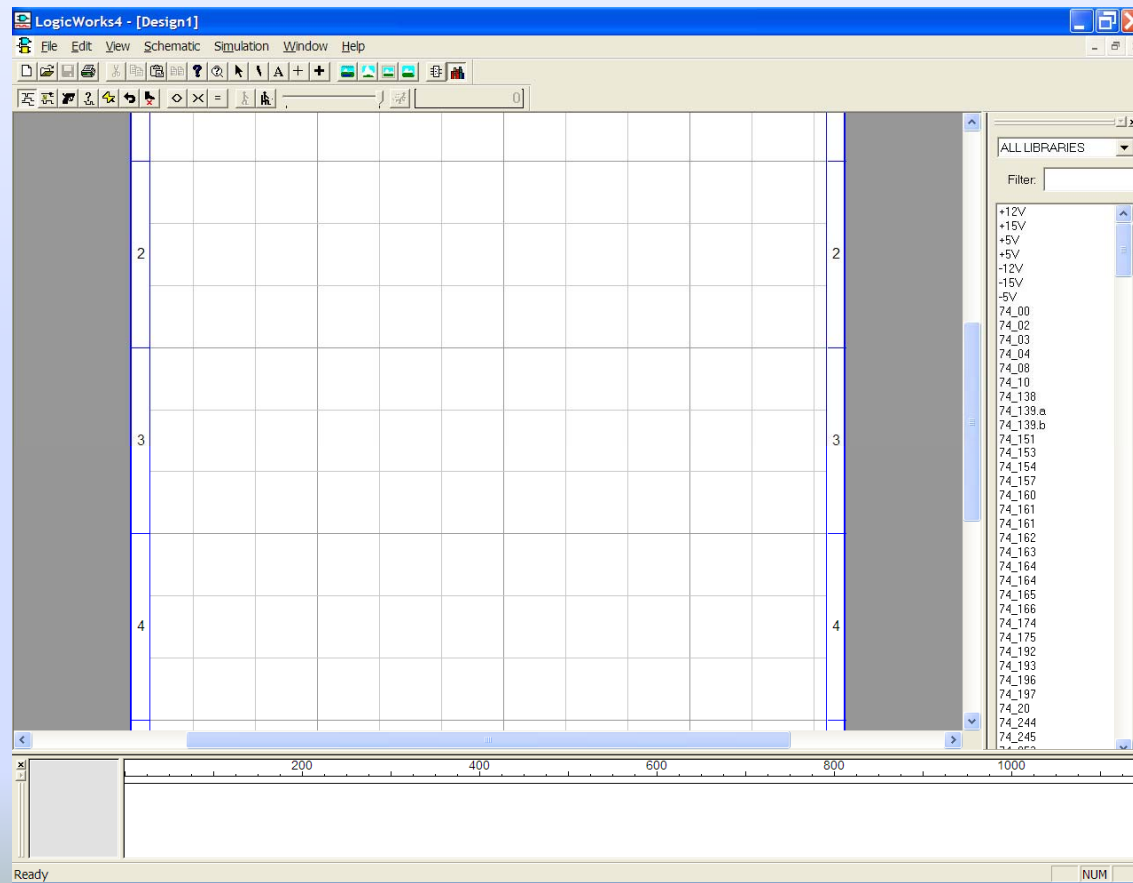 LogicWorks4 - [Design1]
File Edit View Schematic Simulation Window Help
0
ALL LIBRARIES
Filter:
+12V
+15V
+5V
+5V
-12V
-15V
-5V
74_00
74_02
74_03
74_04
74_08
74_10
74_138
74_139.a
74_139.b
74_151
74_153
74_154
74_157
74_160
74_161
74_161
74_162
74_163
74_164
74_164
74_165
74_166
74_174
74_175
74_192
74_193
74_196
74_197
74_20
74_244
74_245
2 2
3 3
4 4
200 400 600 800 1000
Ready NUM